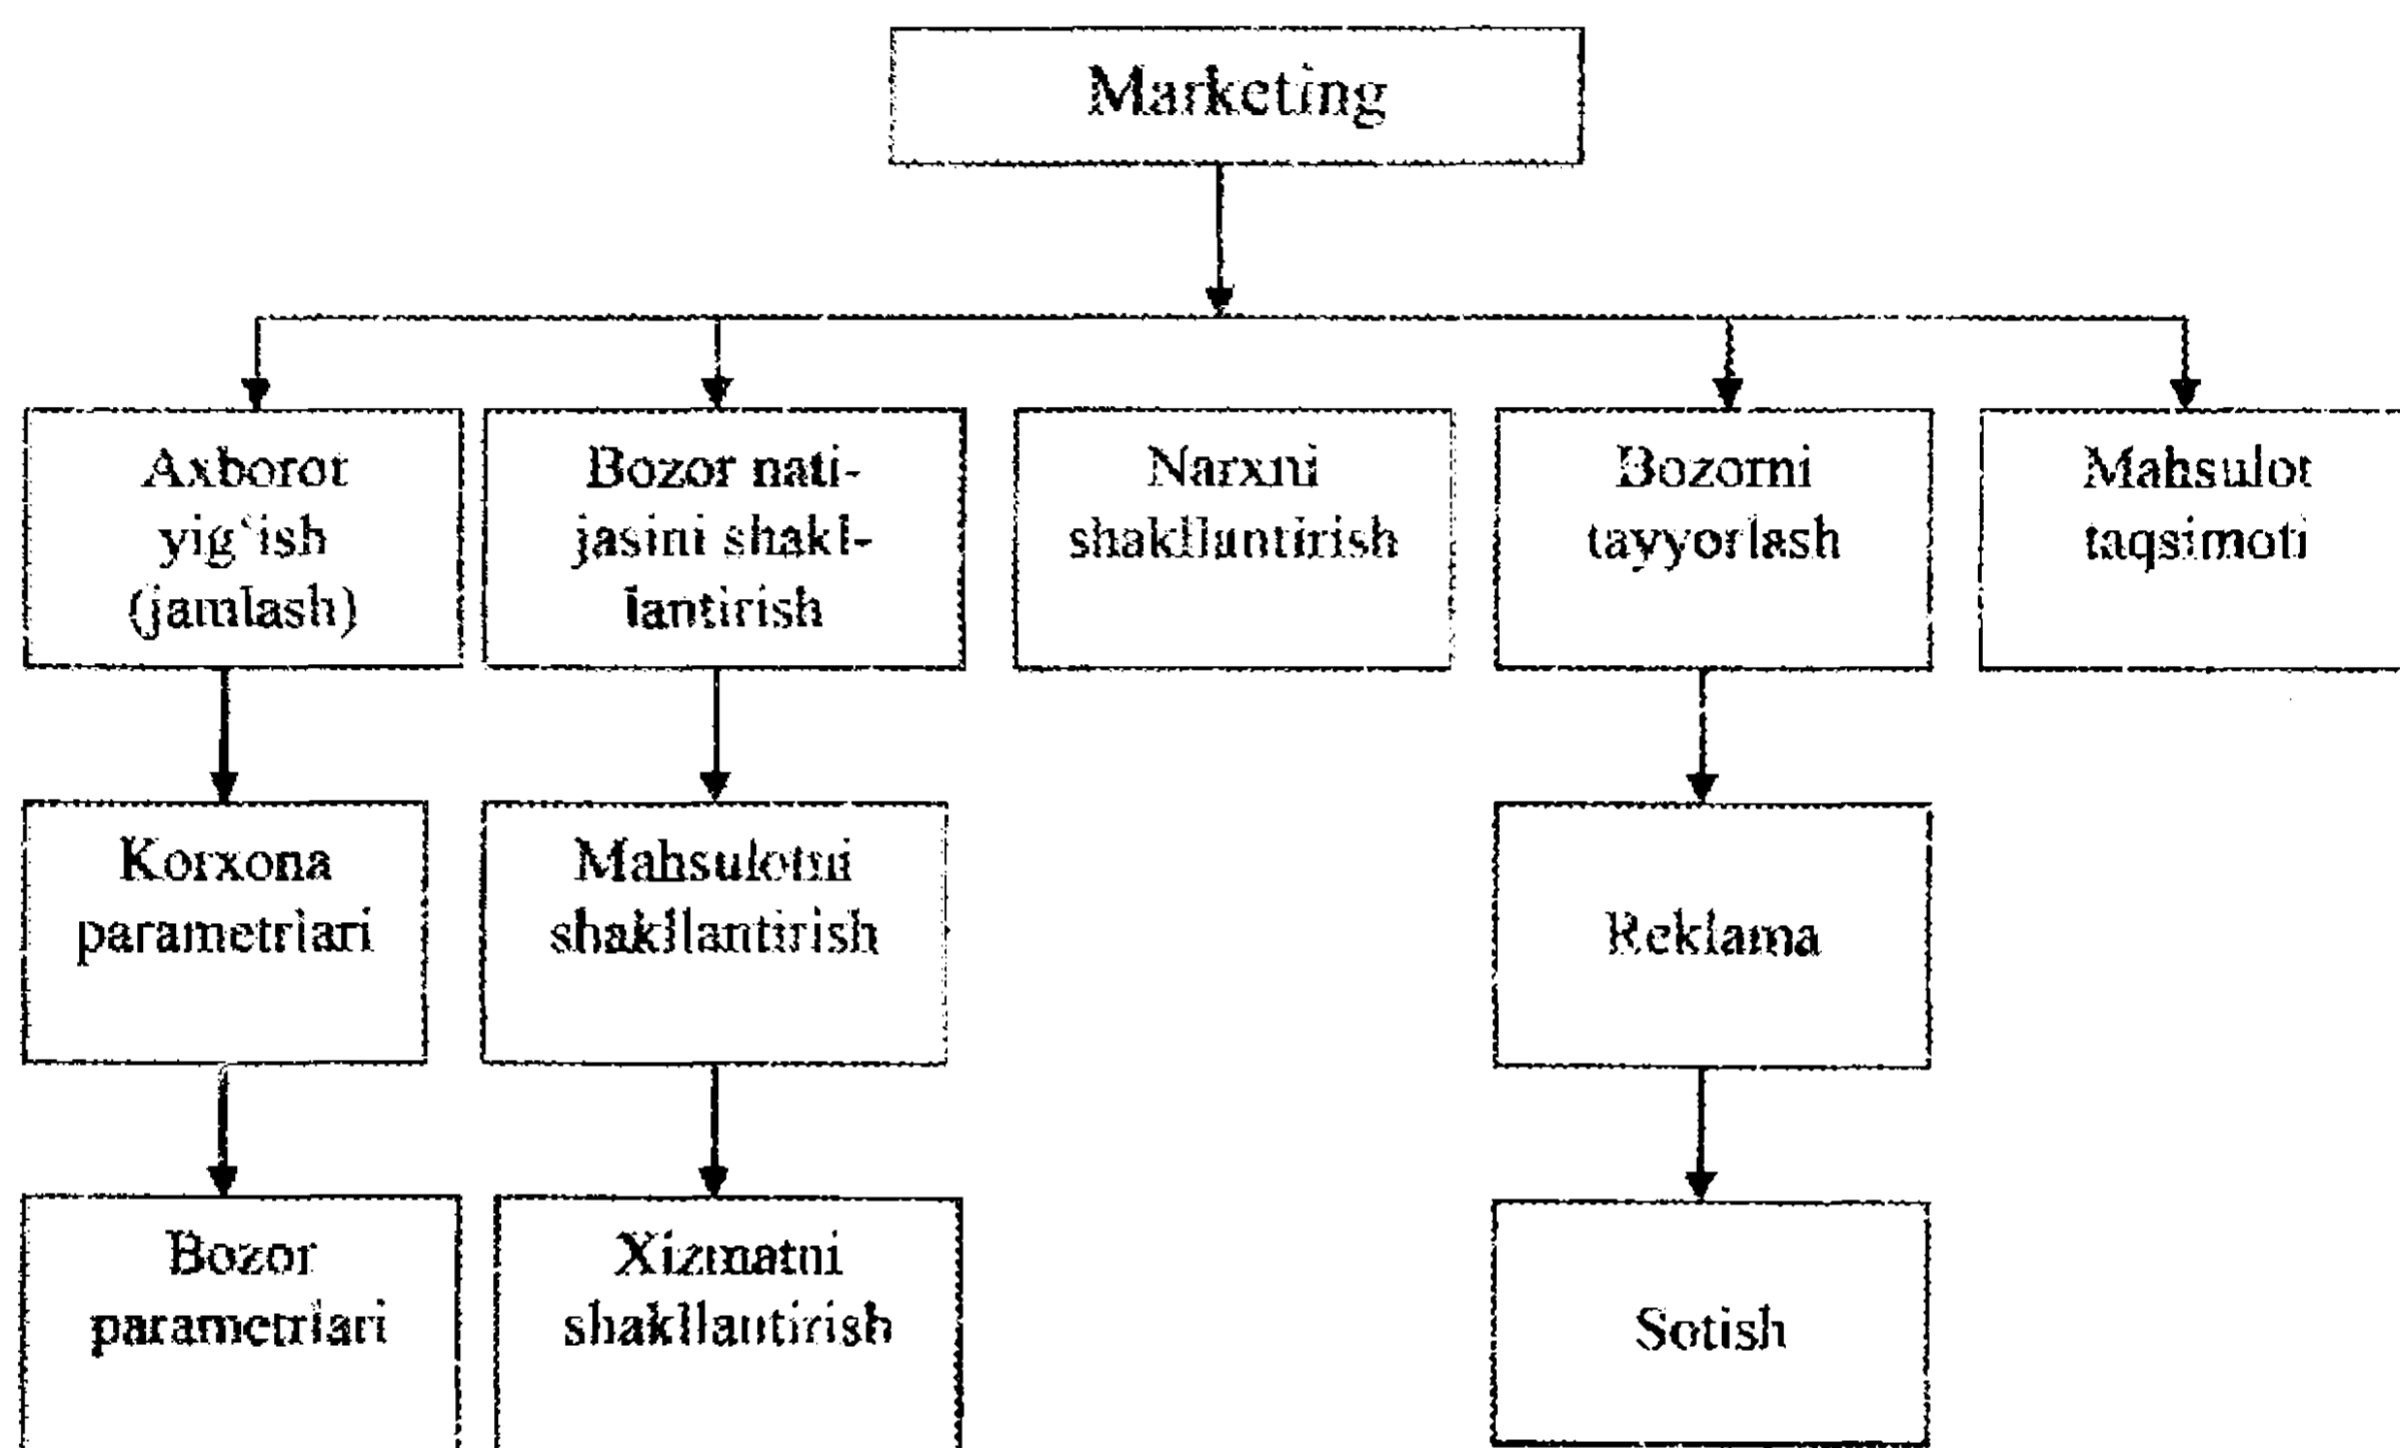 Marketing
Axborot
yig‘ish
(jamlash)
Bozor nati-
jasini shakl-
lantirish
Narxni
shakllantirish
Bozorni
tayyorlash
Mahsulot
taqsimoti
Korxona
parametrlari
Mahsulotni
shakllantirish
Reklama
Bozor
parametrlari
Xizmatni
shakllantirish
Sotish